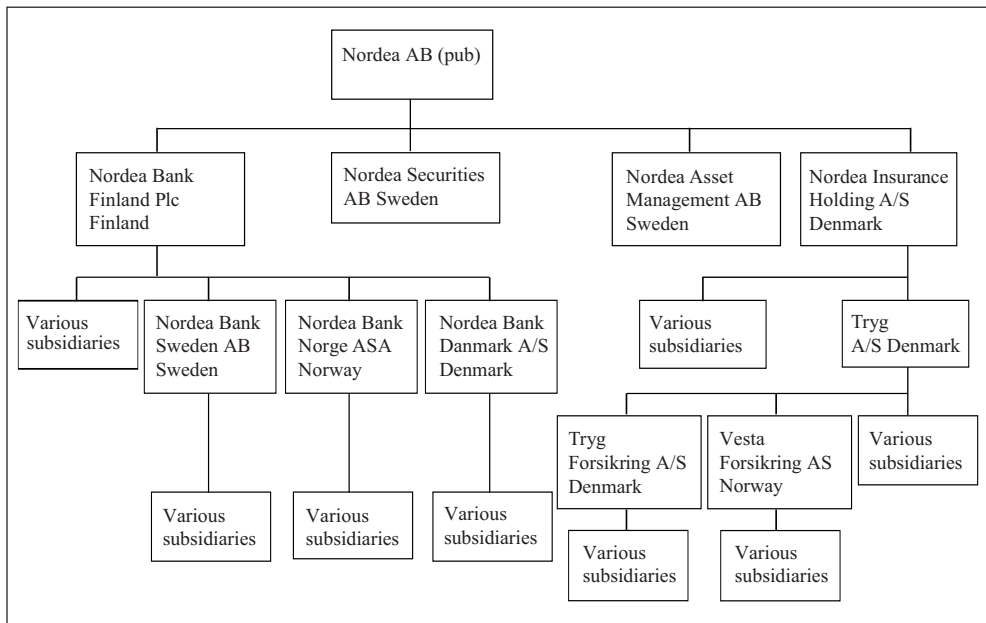 Nordea AB (pub)
Nordea Bank
Finland Plc
Finland
Nordea Securities
AB Sweden
Nordea Asset
Management AB
Sweden
Nordea Insurance
Holding A/S
Denmark
Various
subsidiaries
Nordea Bank
Sweden AB
Sweden
Nordea Bank
Norge ASA
Norway
Nordea Bank
Danmark A/S
Denmark
Various
subsidiaries
Tryg
A/S Denmark
Tryg
Forsikring A/S
Denmark
Vesta
Forsikring AS
Norway
Various
subsidiaries
Various
subsidiaries
Various
subsidiaries
Various
subsidiaries
Various
subsidiaries
Various
subsidiaries